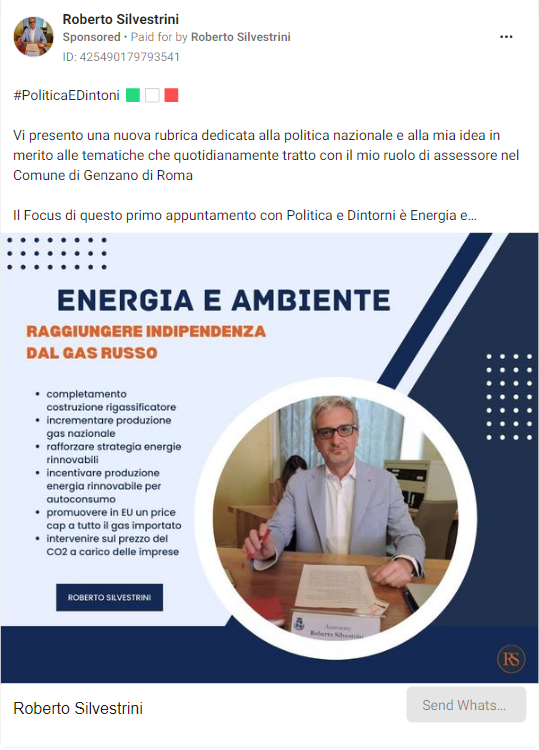 Roberto Silvestrini
Sponsored • Paid for by Roberto Silvestrini
ID: 425490179793541
#PoliticaEDintoni
Vi presento una nuova rubrica dedicata alla politica nazionale e alla mia idea in
merito alle tematiche che quotidianamente tratto con il mio ruolo di assessore nel
Comune di Genzano di Roma
Il Focus di questo primo appuntamento con Politica e Dintorni è Energia e...
ENERGIA E AMBIENTE
RAGGIUNGERE INDIPENDENZA
DAL GAS RUSSO
• completamento
costruzione rigassificatore
• incrementare produzione
gas nazionale
• rafforzare strategia energie
rinnovabili
• incentivare produzione
energia rinnovabile per
autoconsumo
• promuovere in EU un price
cap a tutto il gas importato
• intervenire sul prezzo del
CO2 a carico delle imprese
ROBERTO SILVESTRINI
Assessore
Roberto Silvestrini
RS
Roberto Silvestrini
Send Whats...